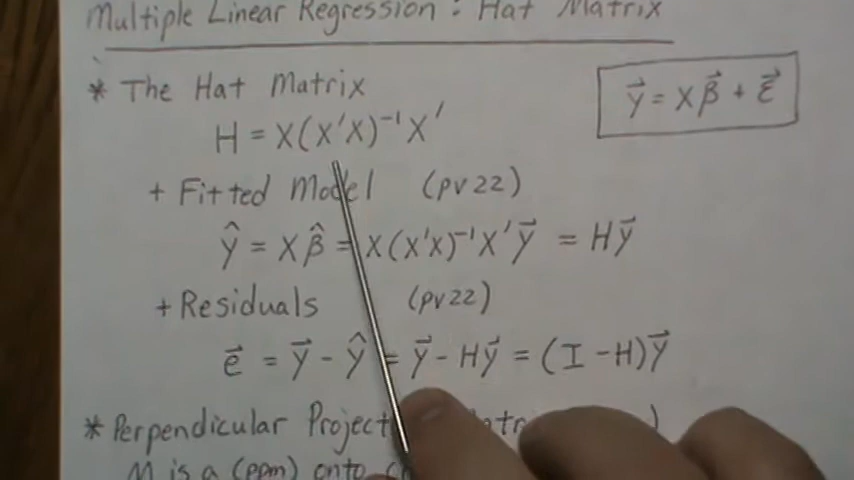 Multiple Linear Regression : Hat Matrix
* The Hat Matrix
y⃗ = Xβ⃗ + ε⃗
H = X(X'X)⁻¹X'
+ Fitted Model (pv22)
ŷ = Xβ̂ = X(X'X)⁻¹X'y⃗ = Hy⃗
+ Residuals (pv22)
e⃗ = y⃗ - ŷ = y⃗ - Hy⃗ = (I - H)y⃗
* Perpendicular
M is a (ppm) onto